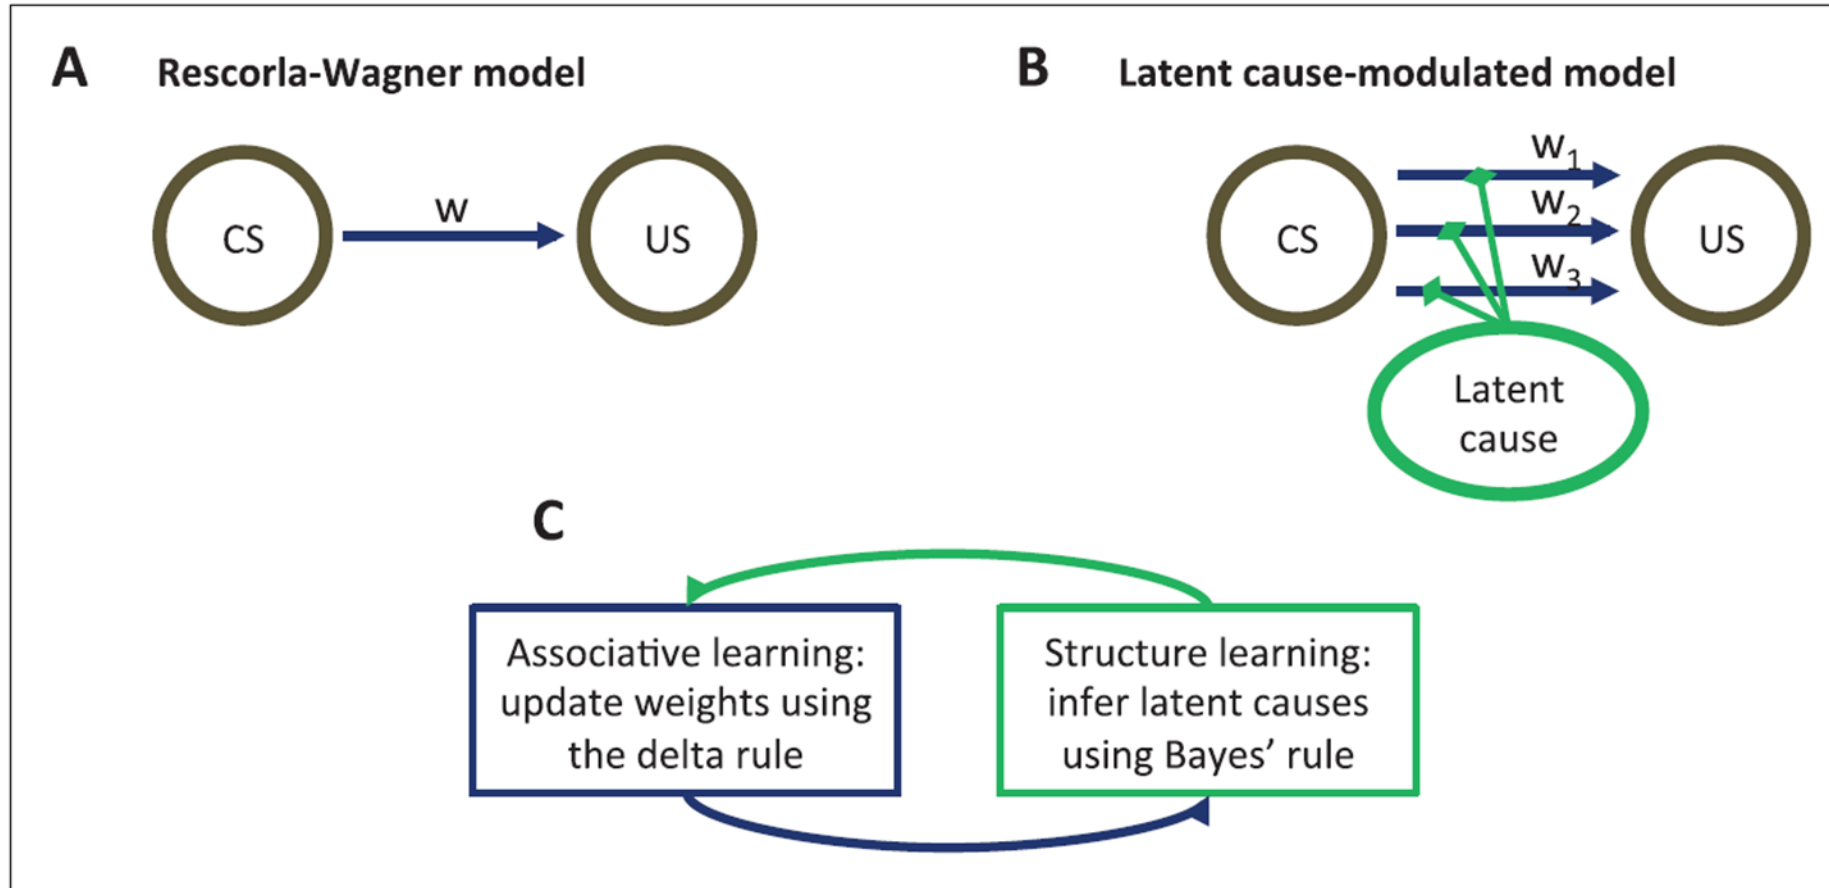 A
Rescorla-Wagner model
CS
w
US
B
Latent cause-modulated model
CS
w1
w2
w3
US
Latent
cause
C
Associative learning:
update weights using
the delta rule
Structure learning:
infer latent causes
using Bayes’ rule